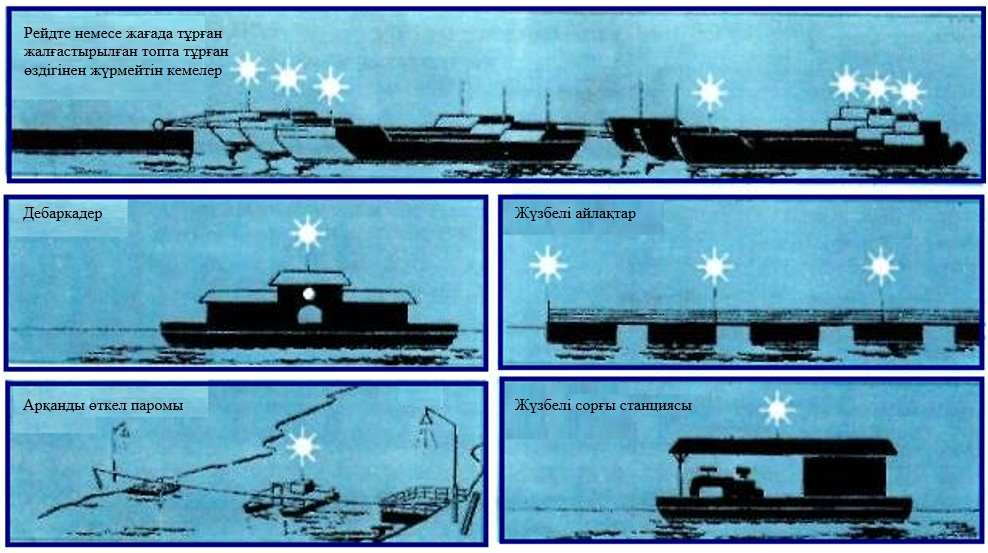 Рейдте немесе жағада тұрған
жалғастырылған топта тұрған
өздігінен жүрмейтін кемелер
Дебаркадер
Жүзбелі айлақтар
Арқанды өткел паромы
Жүзбелі сорғы станциясы